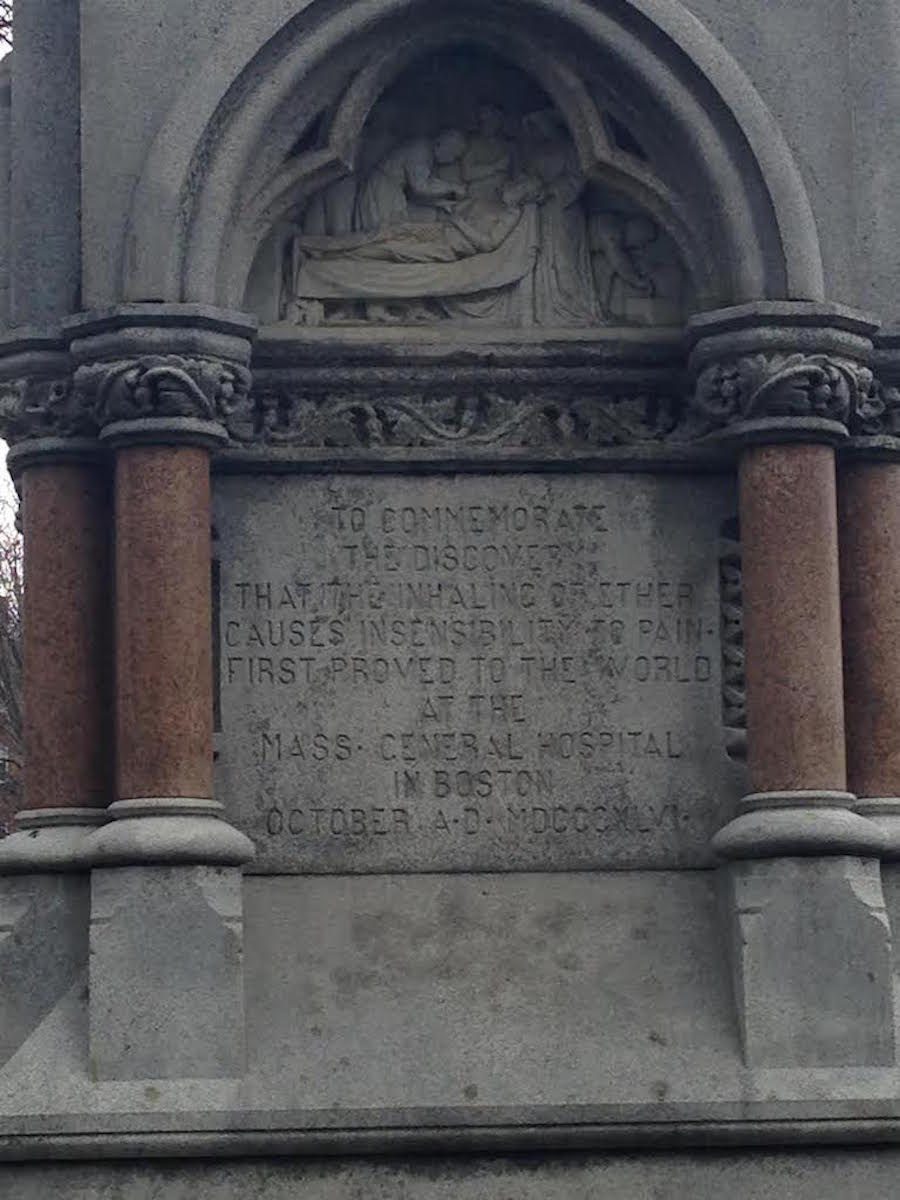 TO COMMEMORATE
THE DISCOVERY
THAT THE INHALING OF ETHER
CAUSES INSENSIBILITY TO PAIN·
FIRST PROVED TO THE WORLD
AT THE
MASS· GENERAL HOSPITAL
IN BOSTON
OCTOBER A·D· MDCCCXLVI·